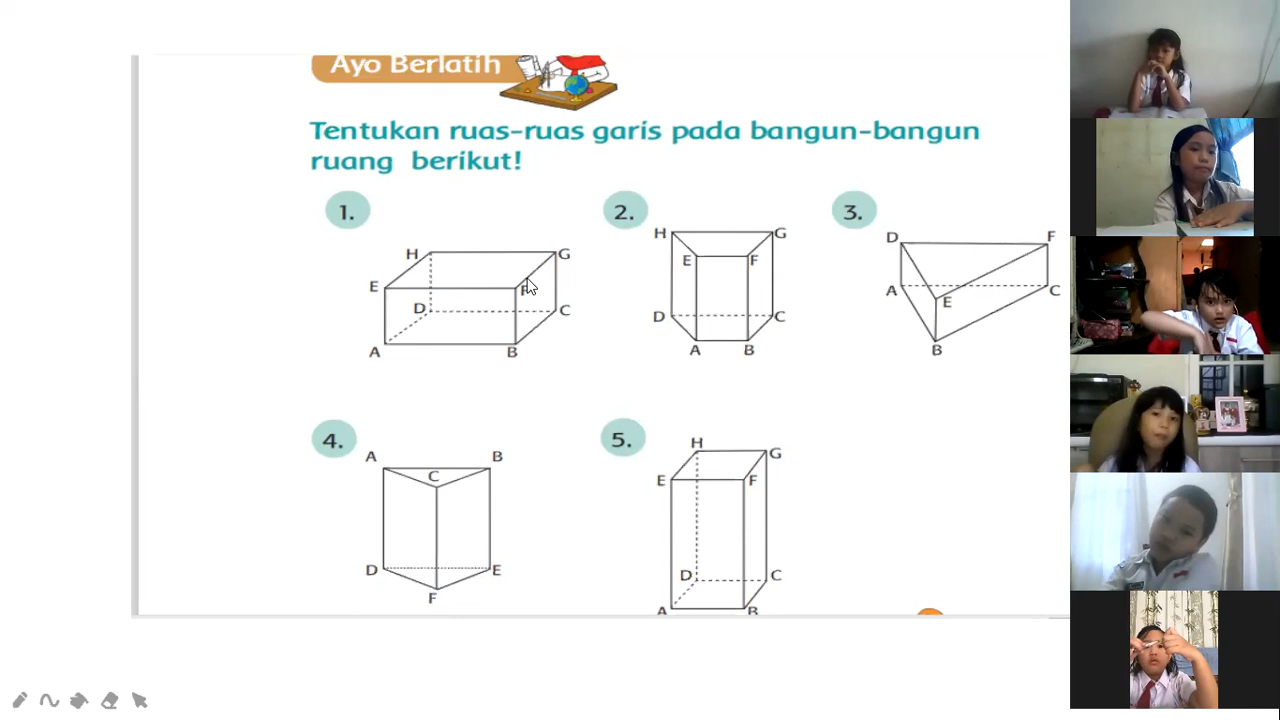 Ayo Berlatih
Tentukan ruas-ruas garis pada bangun-bangun
ruang berikut!
1.
H
G
E
F
D
C
A
B
2.
H
G
E
F
D
C
A
B
3.
D
F
A
C
E
B
4.
A
B
C
D
E
F
5.
H
G
E
F
D
C
A
B